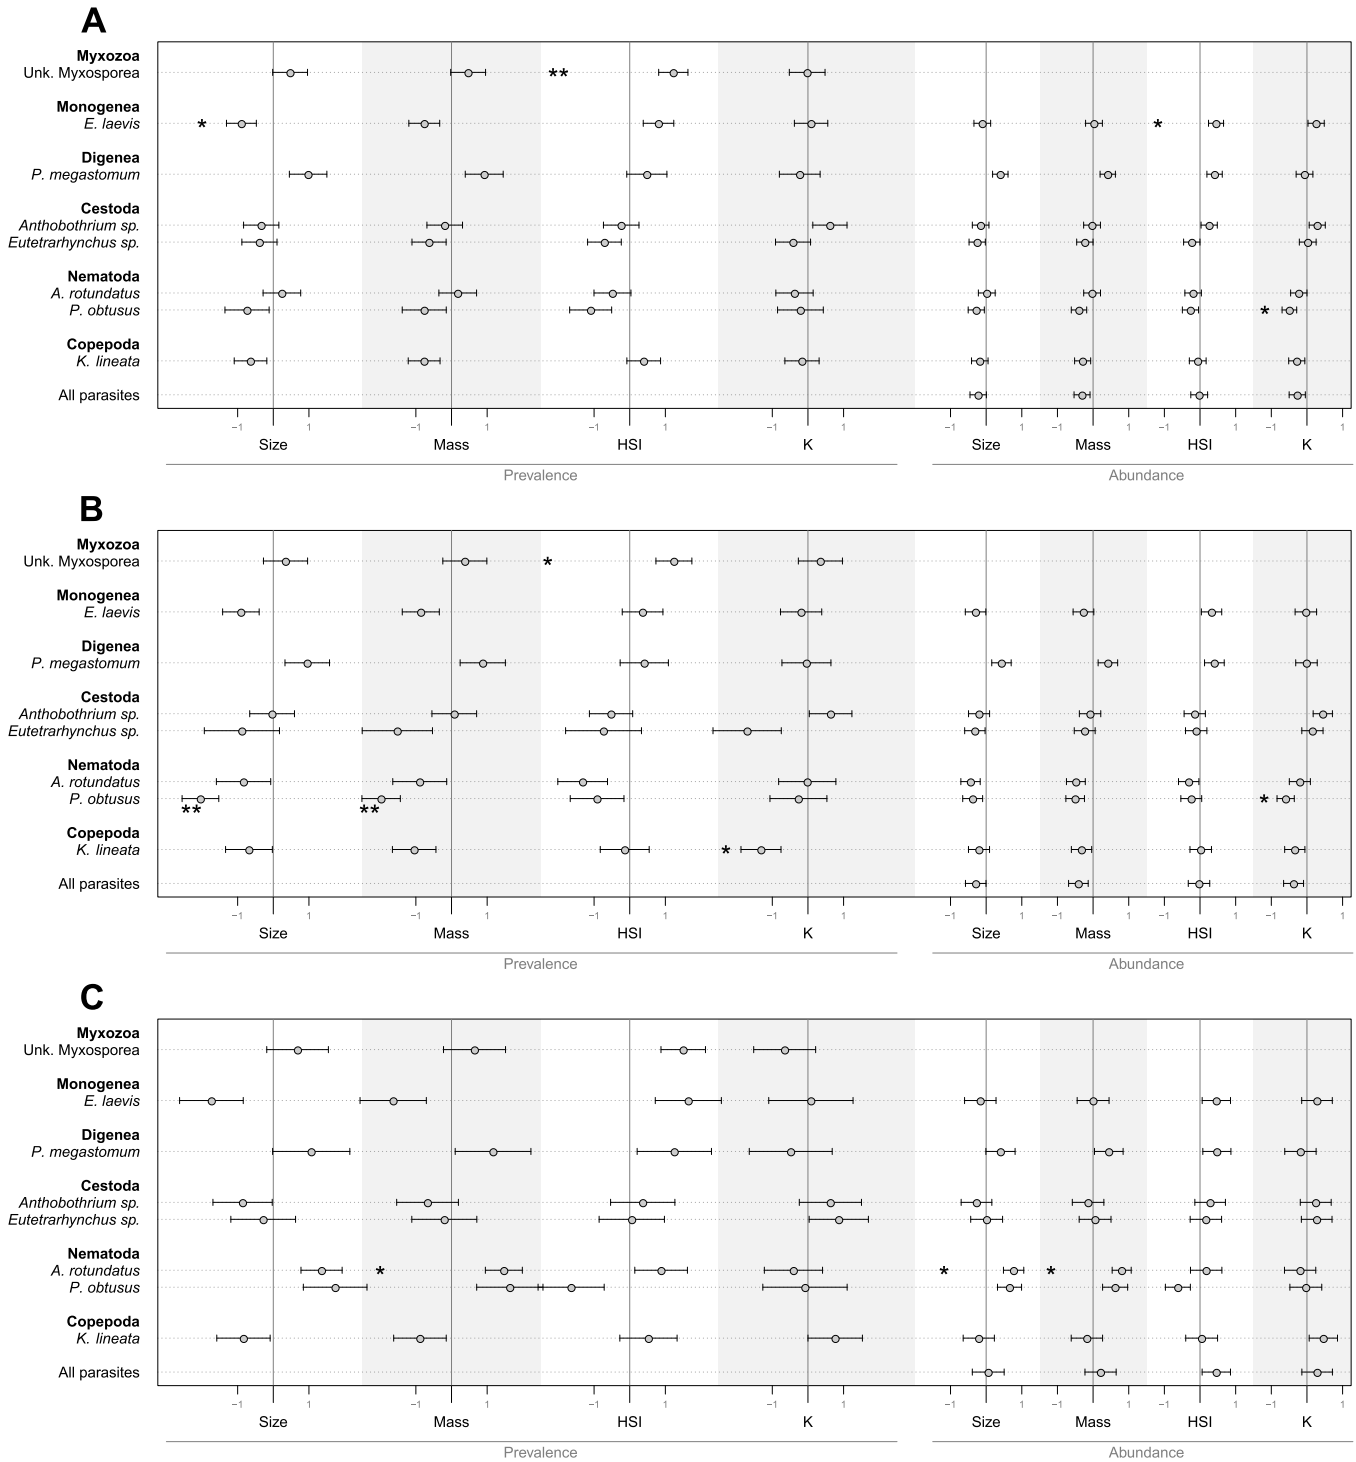 A
Myxozoa
Unk. Myxosporea **
Monogenea
* E. laevis *
Digenea
P. megastomum
Cestoda
Anthobothrium sp.
Eutetrarhynchus sp.
Nematoda
A. rotundatus
P. obtusus *
Copepoda
K. lineata
All parasites
−1 1 −1 1 −1 1 −1 1 −1 1 −1 1 −1 1 −1 1
Size Mass HSI K Size Mass HSI K
Prevalence Abundance
B
Myxozoa
Unk. Myxosporea *
Monogenea
E. laevis
Digenea
P. megastomum
Cestoda
Anthobothrium sp.
Eutetrarhynchus sp.
Nematoda
A. rotundatus
P. obtusus *
** **
Copepoda
K. lineata *
All parasites
−1 1 −1 1 −1 1 −1 1 −1 1 −1 1 −1 1 −1 1
Size Mass HSI K Size Mass HSI K
Prevalence Abundance
C
Myxozoa
Unk. Myxosporea
Monogenea
E. laevis
Digenea
P. megastomum
Cestoda
Anthobothrium sp.
Eutetrarhynchus sp.
Nematoda
A. rotundatus * * *
P. obtusus
Copepoda
K. lineata
All parasites
−1 1 −1 1 −1 1 −1 1 −1 1 −1 1 −1 1 −1 1
Size Mass HSI K Size Mass HSI K
Prevalence Abundance